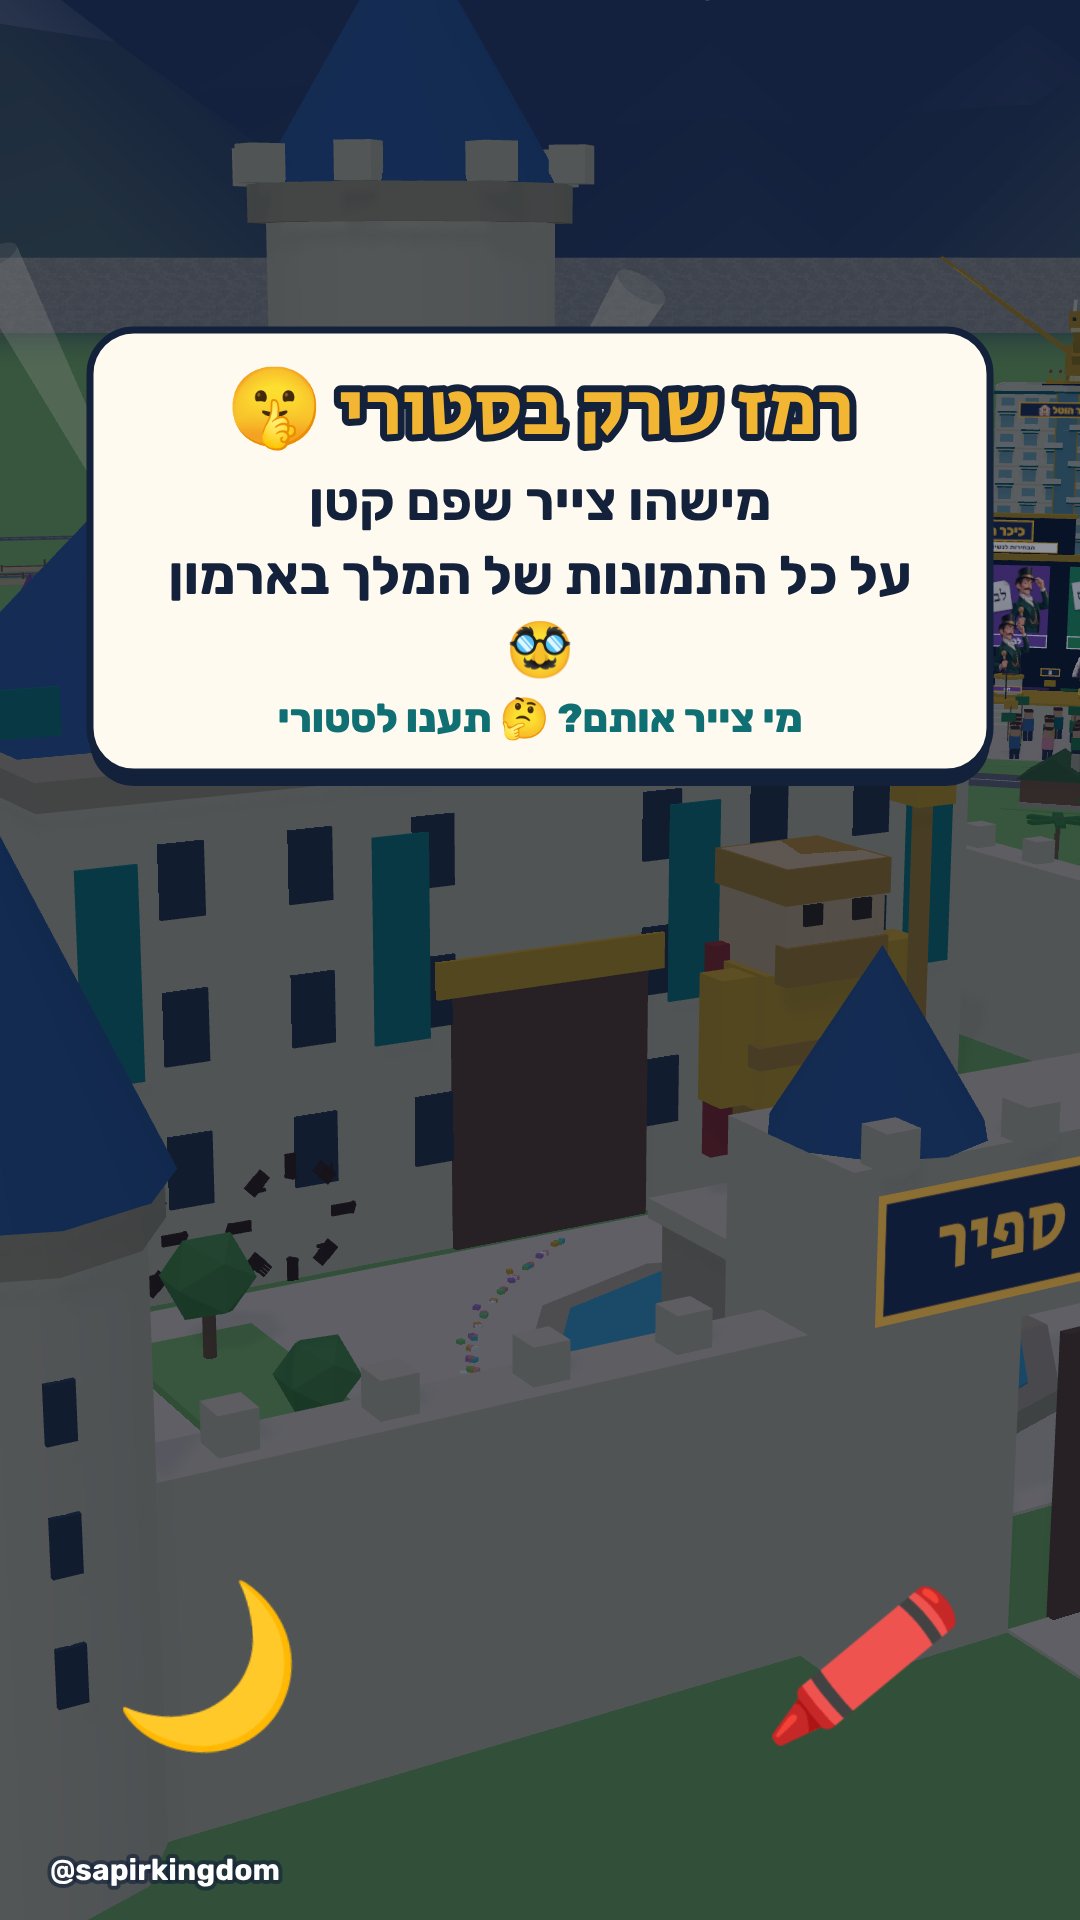 רמז שרק בסטורי 🤫
מישהו צייר שפם קטן
על כל התמונות של המלך בארמון
🥸
מי צייר אותם? 🤔 תענו לסטורי
ספיר
@sapirkingdom